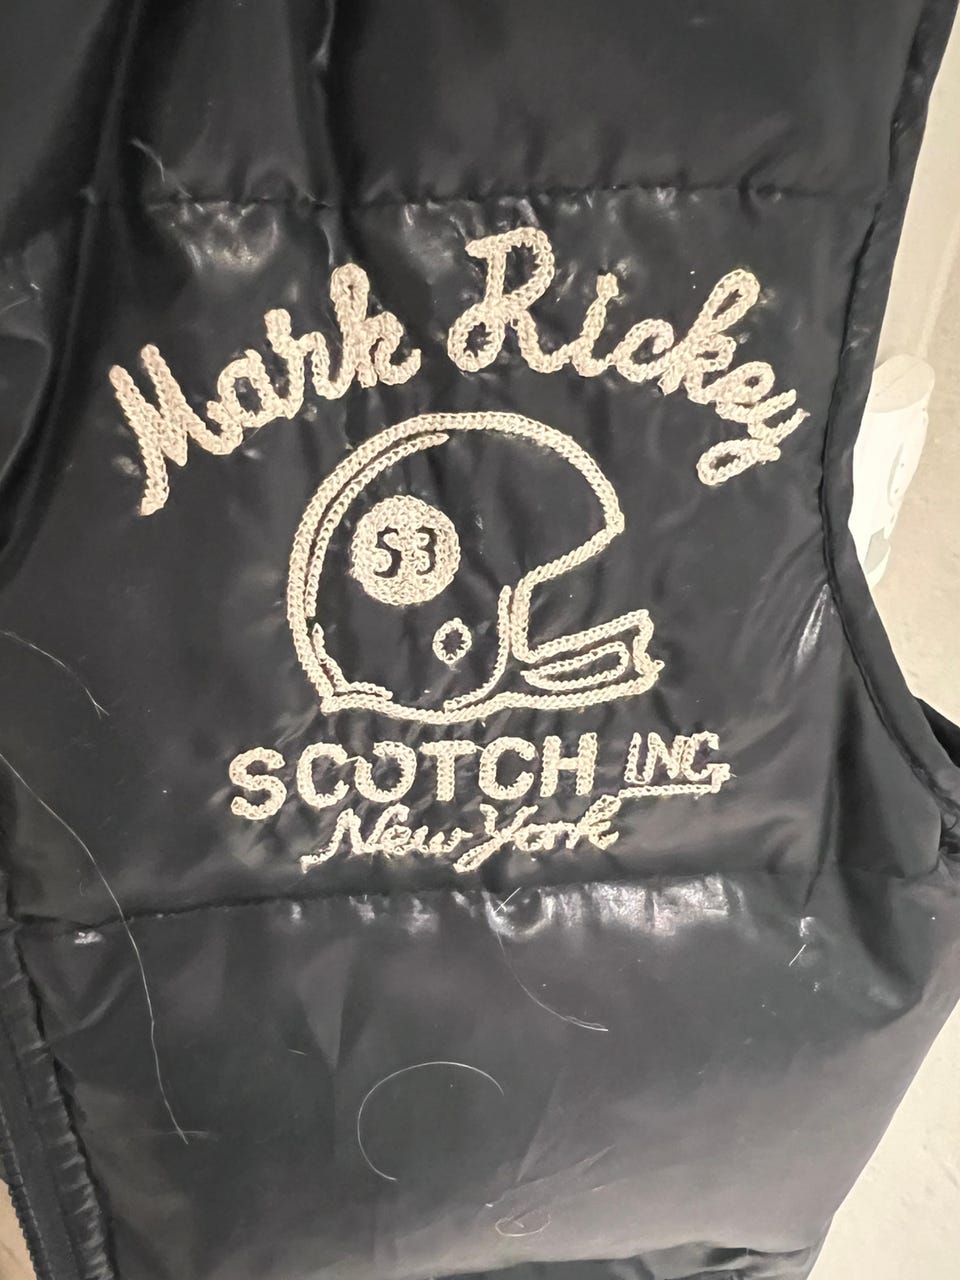 Mark Rickey
53
SCOTCH INC.
New York